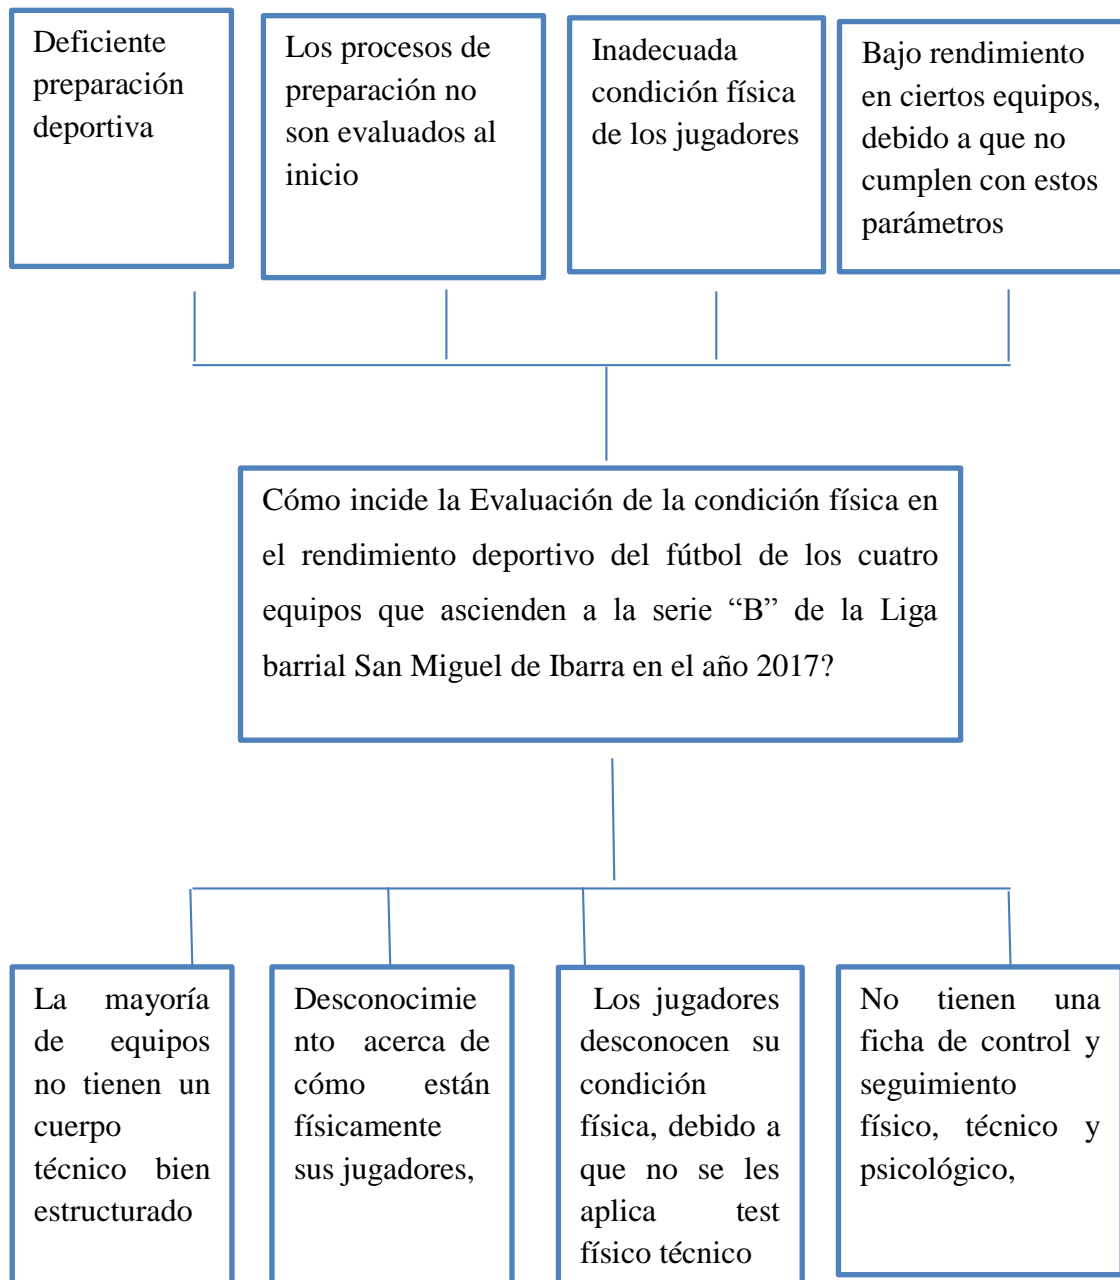 Deficiente
preparación
deportiva
Los procesos de
preparación no
son evaluados al
inicio
Inadecuada
condición física
de los jugadores
Bajo rendimiento
en ciertos equipos,
debido a que no
cumplen con estos
parámetros
Cómo incide la Evaluación de la condición física en
el rendimiento deportivo del fútbol de los cuatro
equipos que ascienden a la serie “B” de la Liga
barrial San Miguel de Ibarra en el año 2017?
La mayoría
de equipos
no tienen un
cuerpo
técnico bien
estructurado
Desconocimie
nto acerca de
cómo están
físicamente
sus jugadores,
Los jugadores
desconocen su
condición
física, debido a
que no se les
aplica test
físico técnico
No tienen una
ficha de control y
seguimiento
físico, técnico y
psicológico,